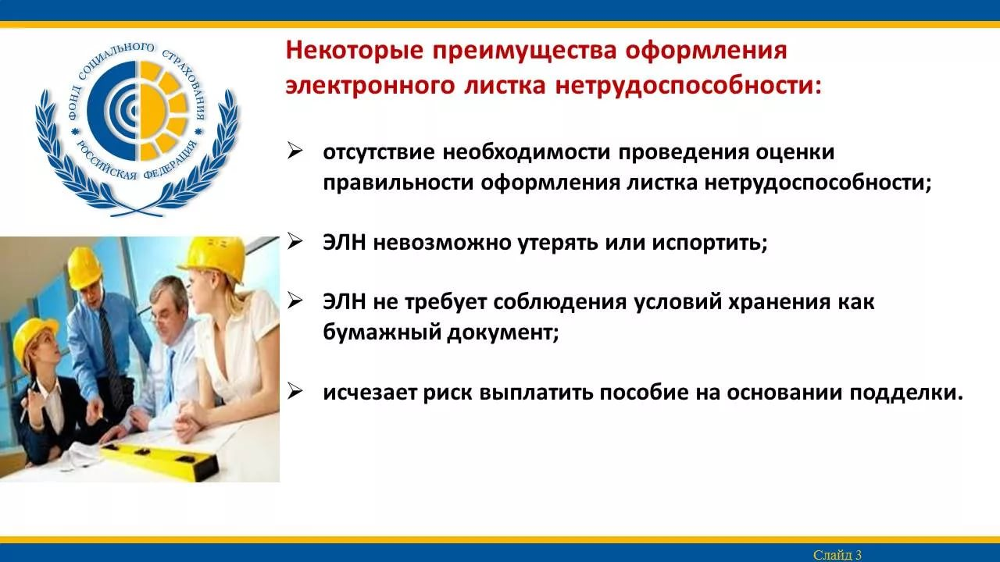 ФОНД СОЦИАЛЬНОГО СТРАХОВАНИЯ
РОССИЙСКАЯ ФЕДЕРАЦИЯ
Некоторые преимущества оформления
электронного листка нетрудоспособности:
отсутствие необходимости проведения оценки
правильности оформления листка нетрудоспособности;
ЭЛН невозможно утерять или испортить;
ЭЛН не требует соблюдения условий хранения как
бумажный документ;
исчезает риск выплатить пособие на основании подделки.
Слайд 3